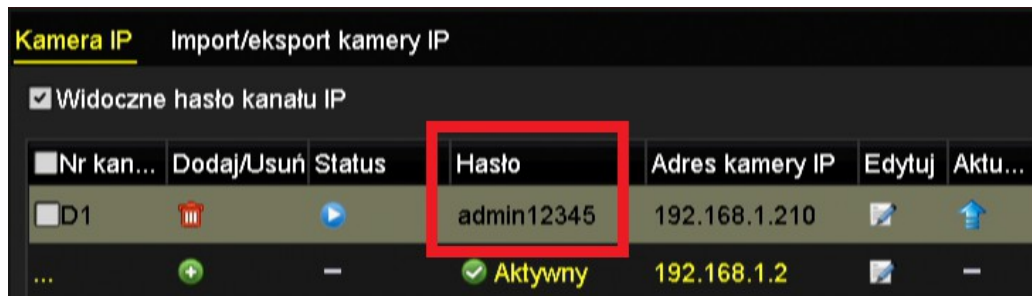 Kamera IP Import/eksport kamery IP
Widoczne hasło kanału IP
Nr kan... Dodaj/Usuń Status Hasło Adres kamery IP Edytuj Aktu...
D1 admin12345 192.168.1.210
... Aktywny 192.168.1.2